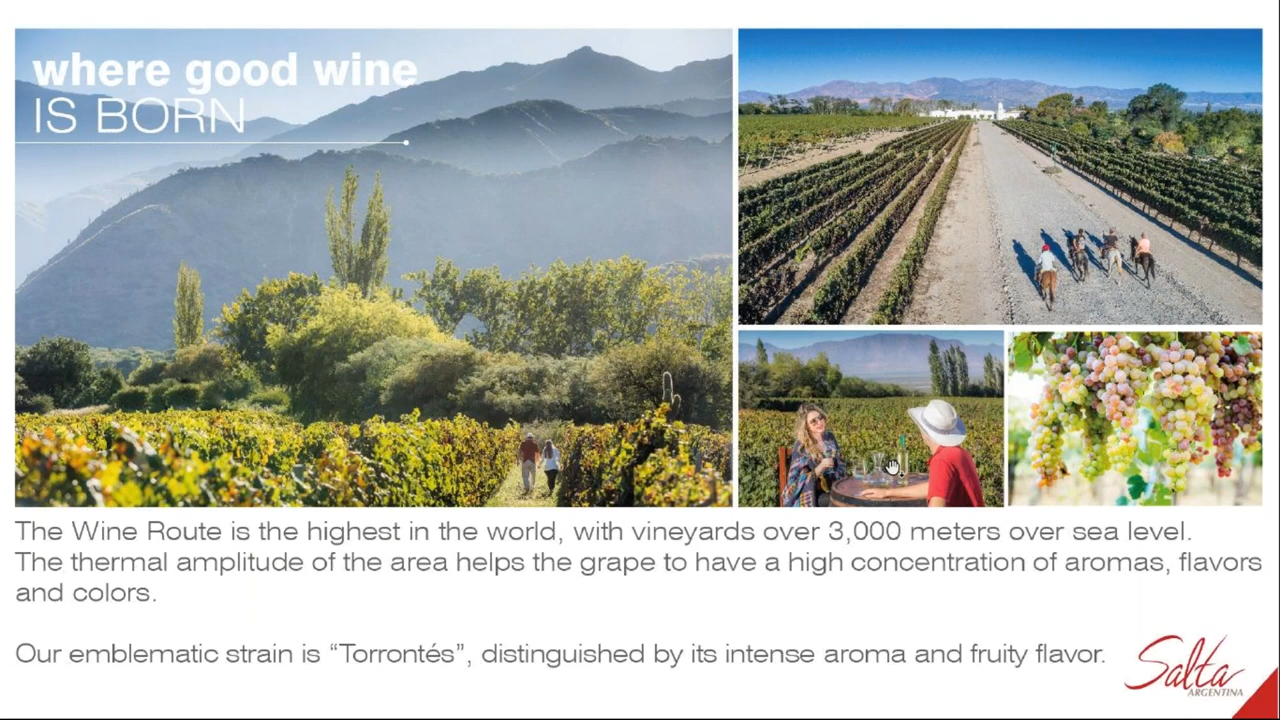 where good wine
IS BORN
The Wine Route is the highest in the world, with vineyards over 3,000 meters over sea level.
The thermal amplitude of the area helps the grape to have a high concentration of aromas, flavors
and colors.
Our emblematic strain is “Torrontés”, distinguished by its intense aroma and fruity flavor.
Salta
ARGENTINA